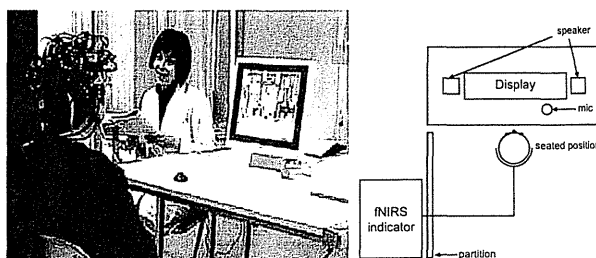 speaker
Display
mic
seated position
fNIRS
indicator
partition